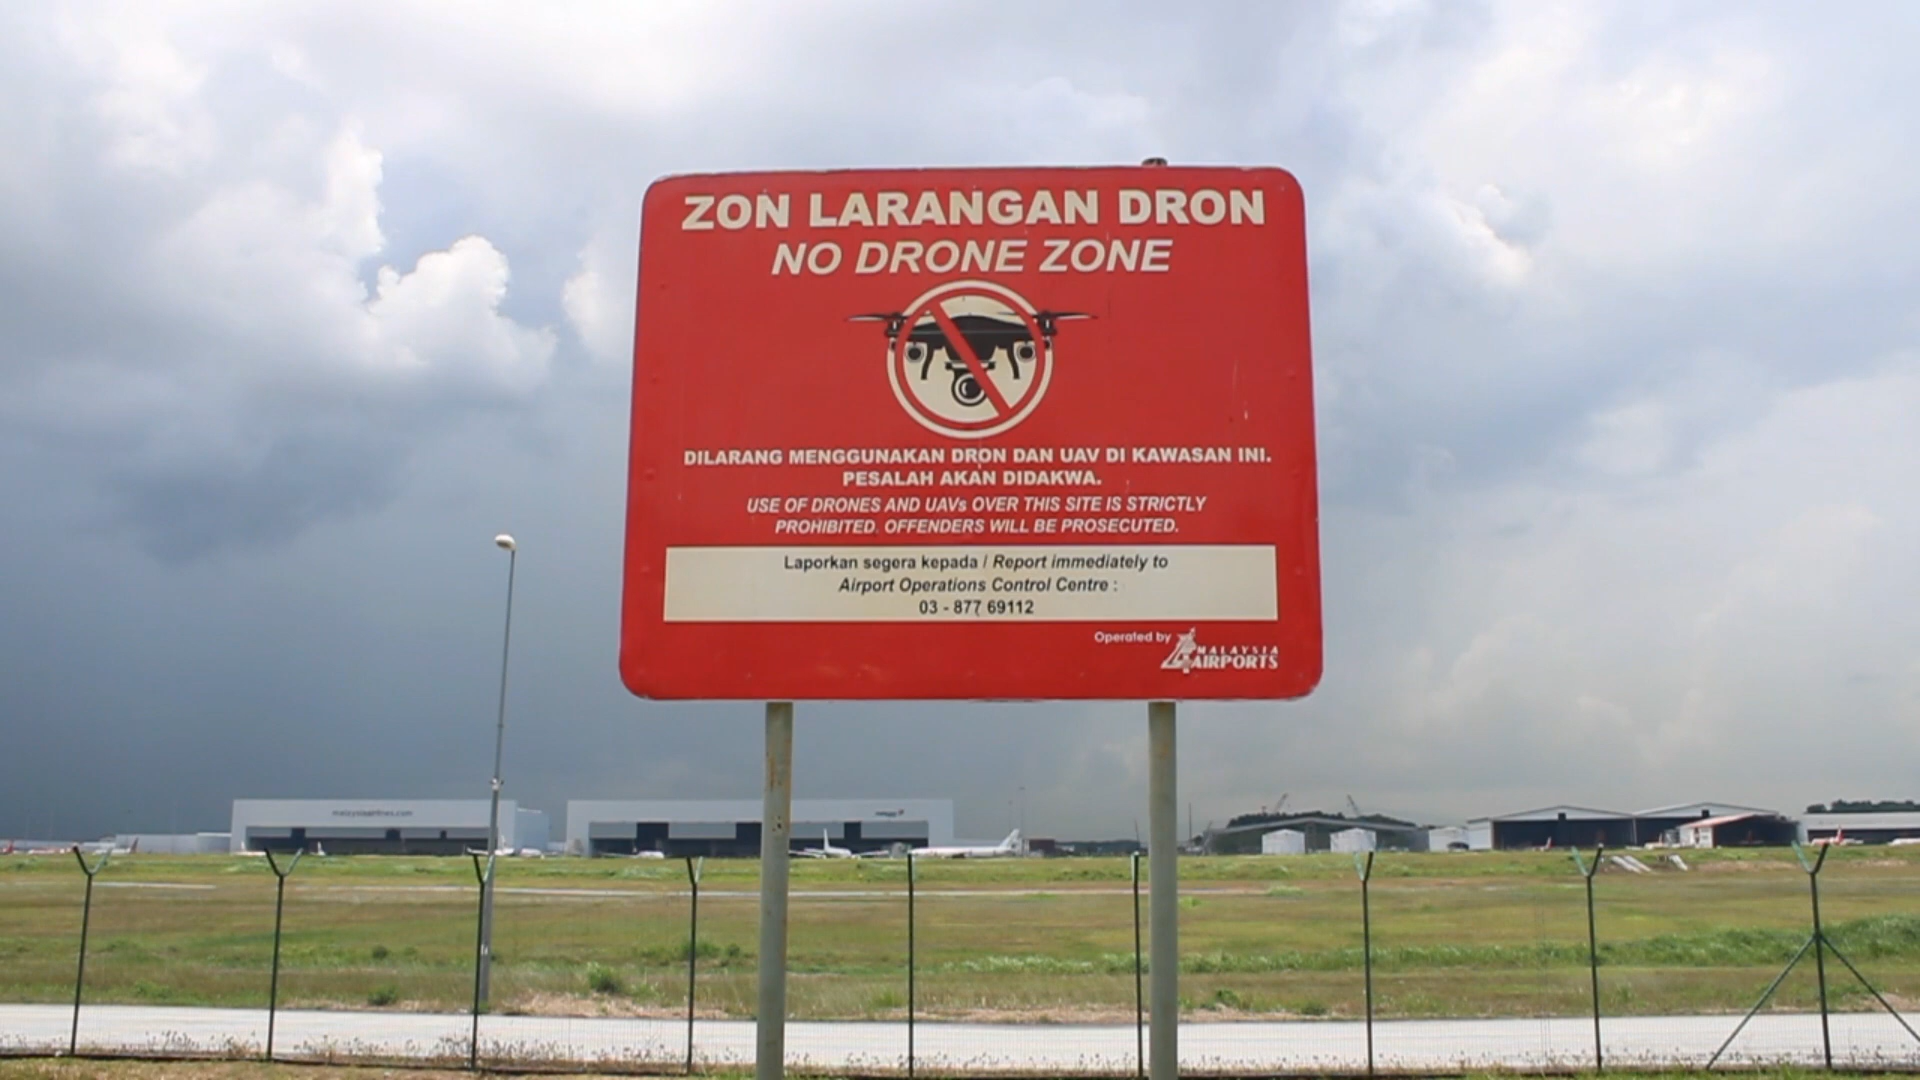 ZON LARANGAN DRON
NO DRONE ZONE
DILARANG MENGGUNAKAN DRON DAN UAV DI KAWASAN INI.
PESALAH AKAN DIDAKWA.
USE OF DRONES AND UAVs OVER THIS SITE IS STRICTLY
PROHIBITED. OFFENDERS WILL BE PROSECUTED.
Laporkan segera kepada / Report immediately to
Airport Operations Control Centre :
03 - 877 69112
Operated by
MALAYSIA
AIRPORTS
malaysiaairlines.com